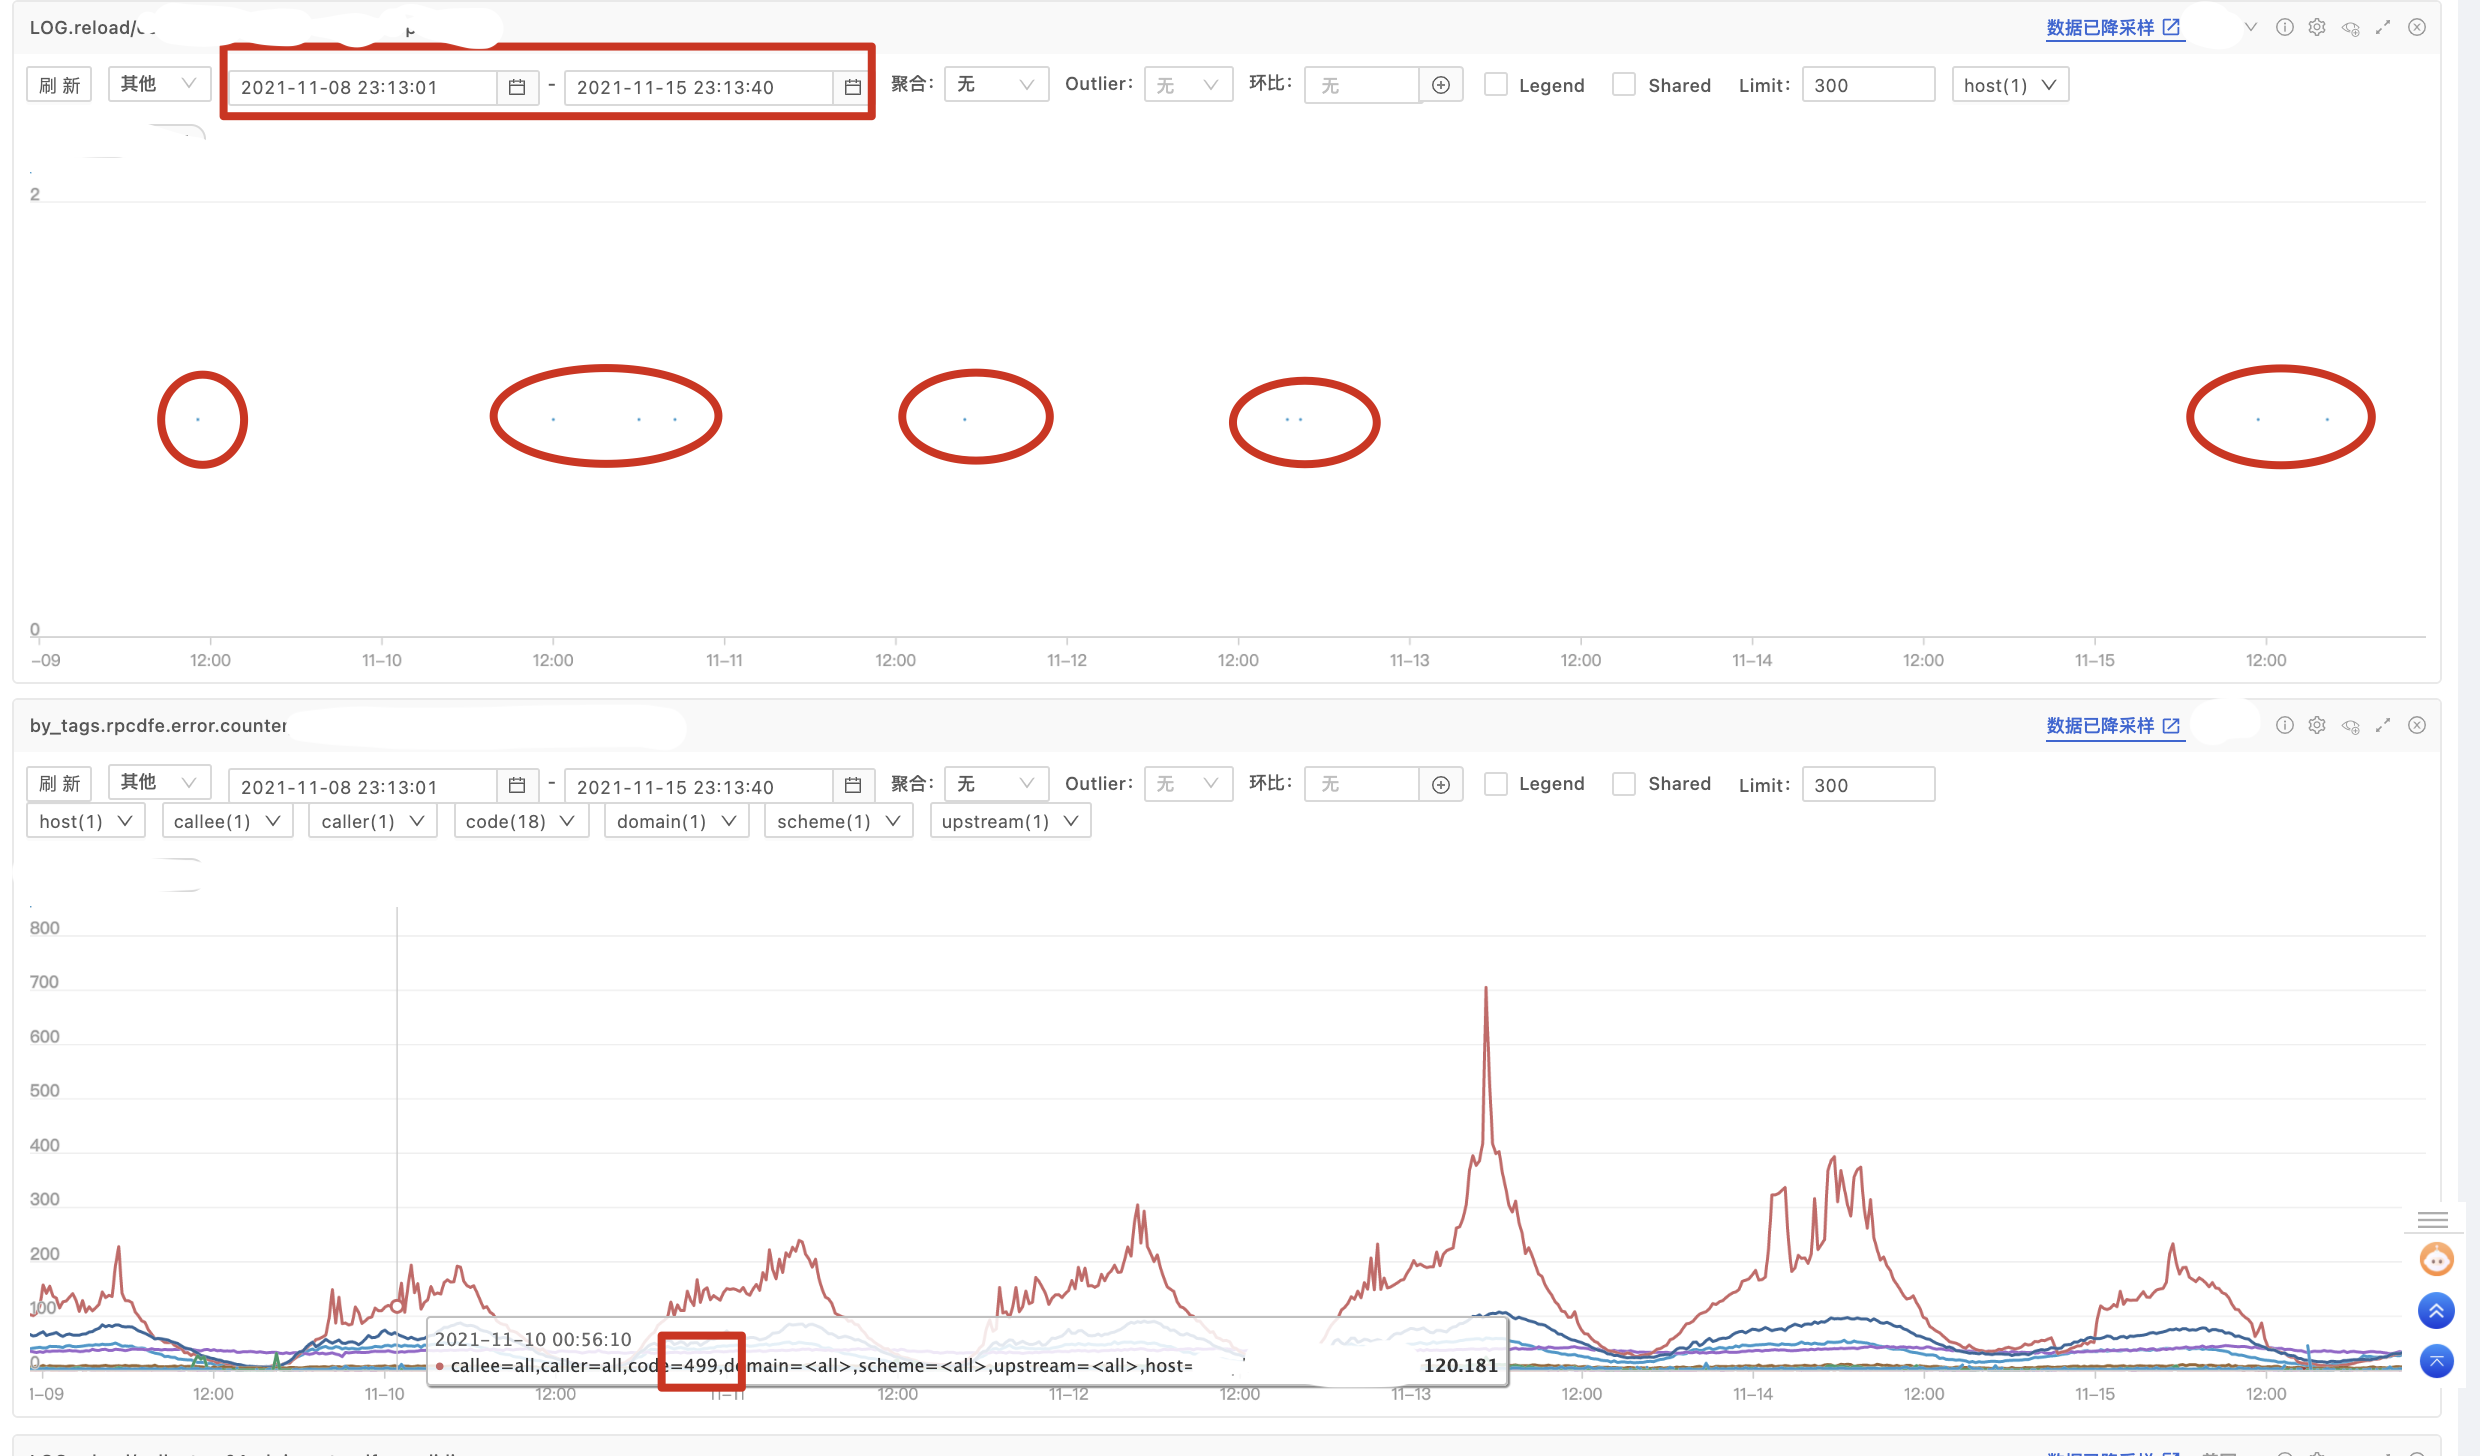 LOG.reload/
数据已降采样
刷 新 其他 2021-11-08 23:13:01 - 2021-11-15 23:13:40 聚合: 无 Outlier: 无 环比: 无 Legend Shared Limit: 300 host(1)
2
0
-09 12:00 11-10 12:00 11-11 12:00 11-12 12:00 11-13 12:00 11-14 12:00 11-15 12:00
by_tags.rpcdfe.error.counter
数据已降采样
刷 新 其他 2021-11-08 23:13:01 - 2021-11-15 23:13:40 聚合: 无 Outlier: 无 环比: 无 Legend Shared Limit: 300
host(1) callee(1) caller(1) code(18) domain(1) scheme(1) upstream(1)
800
700
600
500
400
300
200
100
0
2021-11-10 00:56:10
callee=all,caller=all,code=499,domain=<all>,scheme=<all>,upstream=<all>,host= 120.181
1-09 12:00 11-10 12:00 11-11 12:00 11-12 12:00 11-13 12:00 11-14 12:00 11-15 12:00
数据已降采样